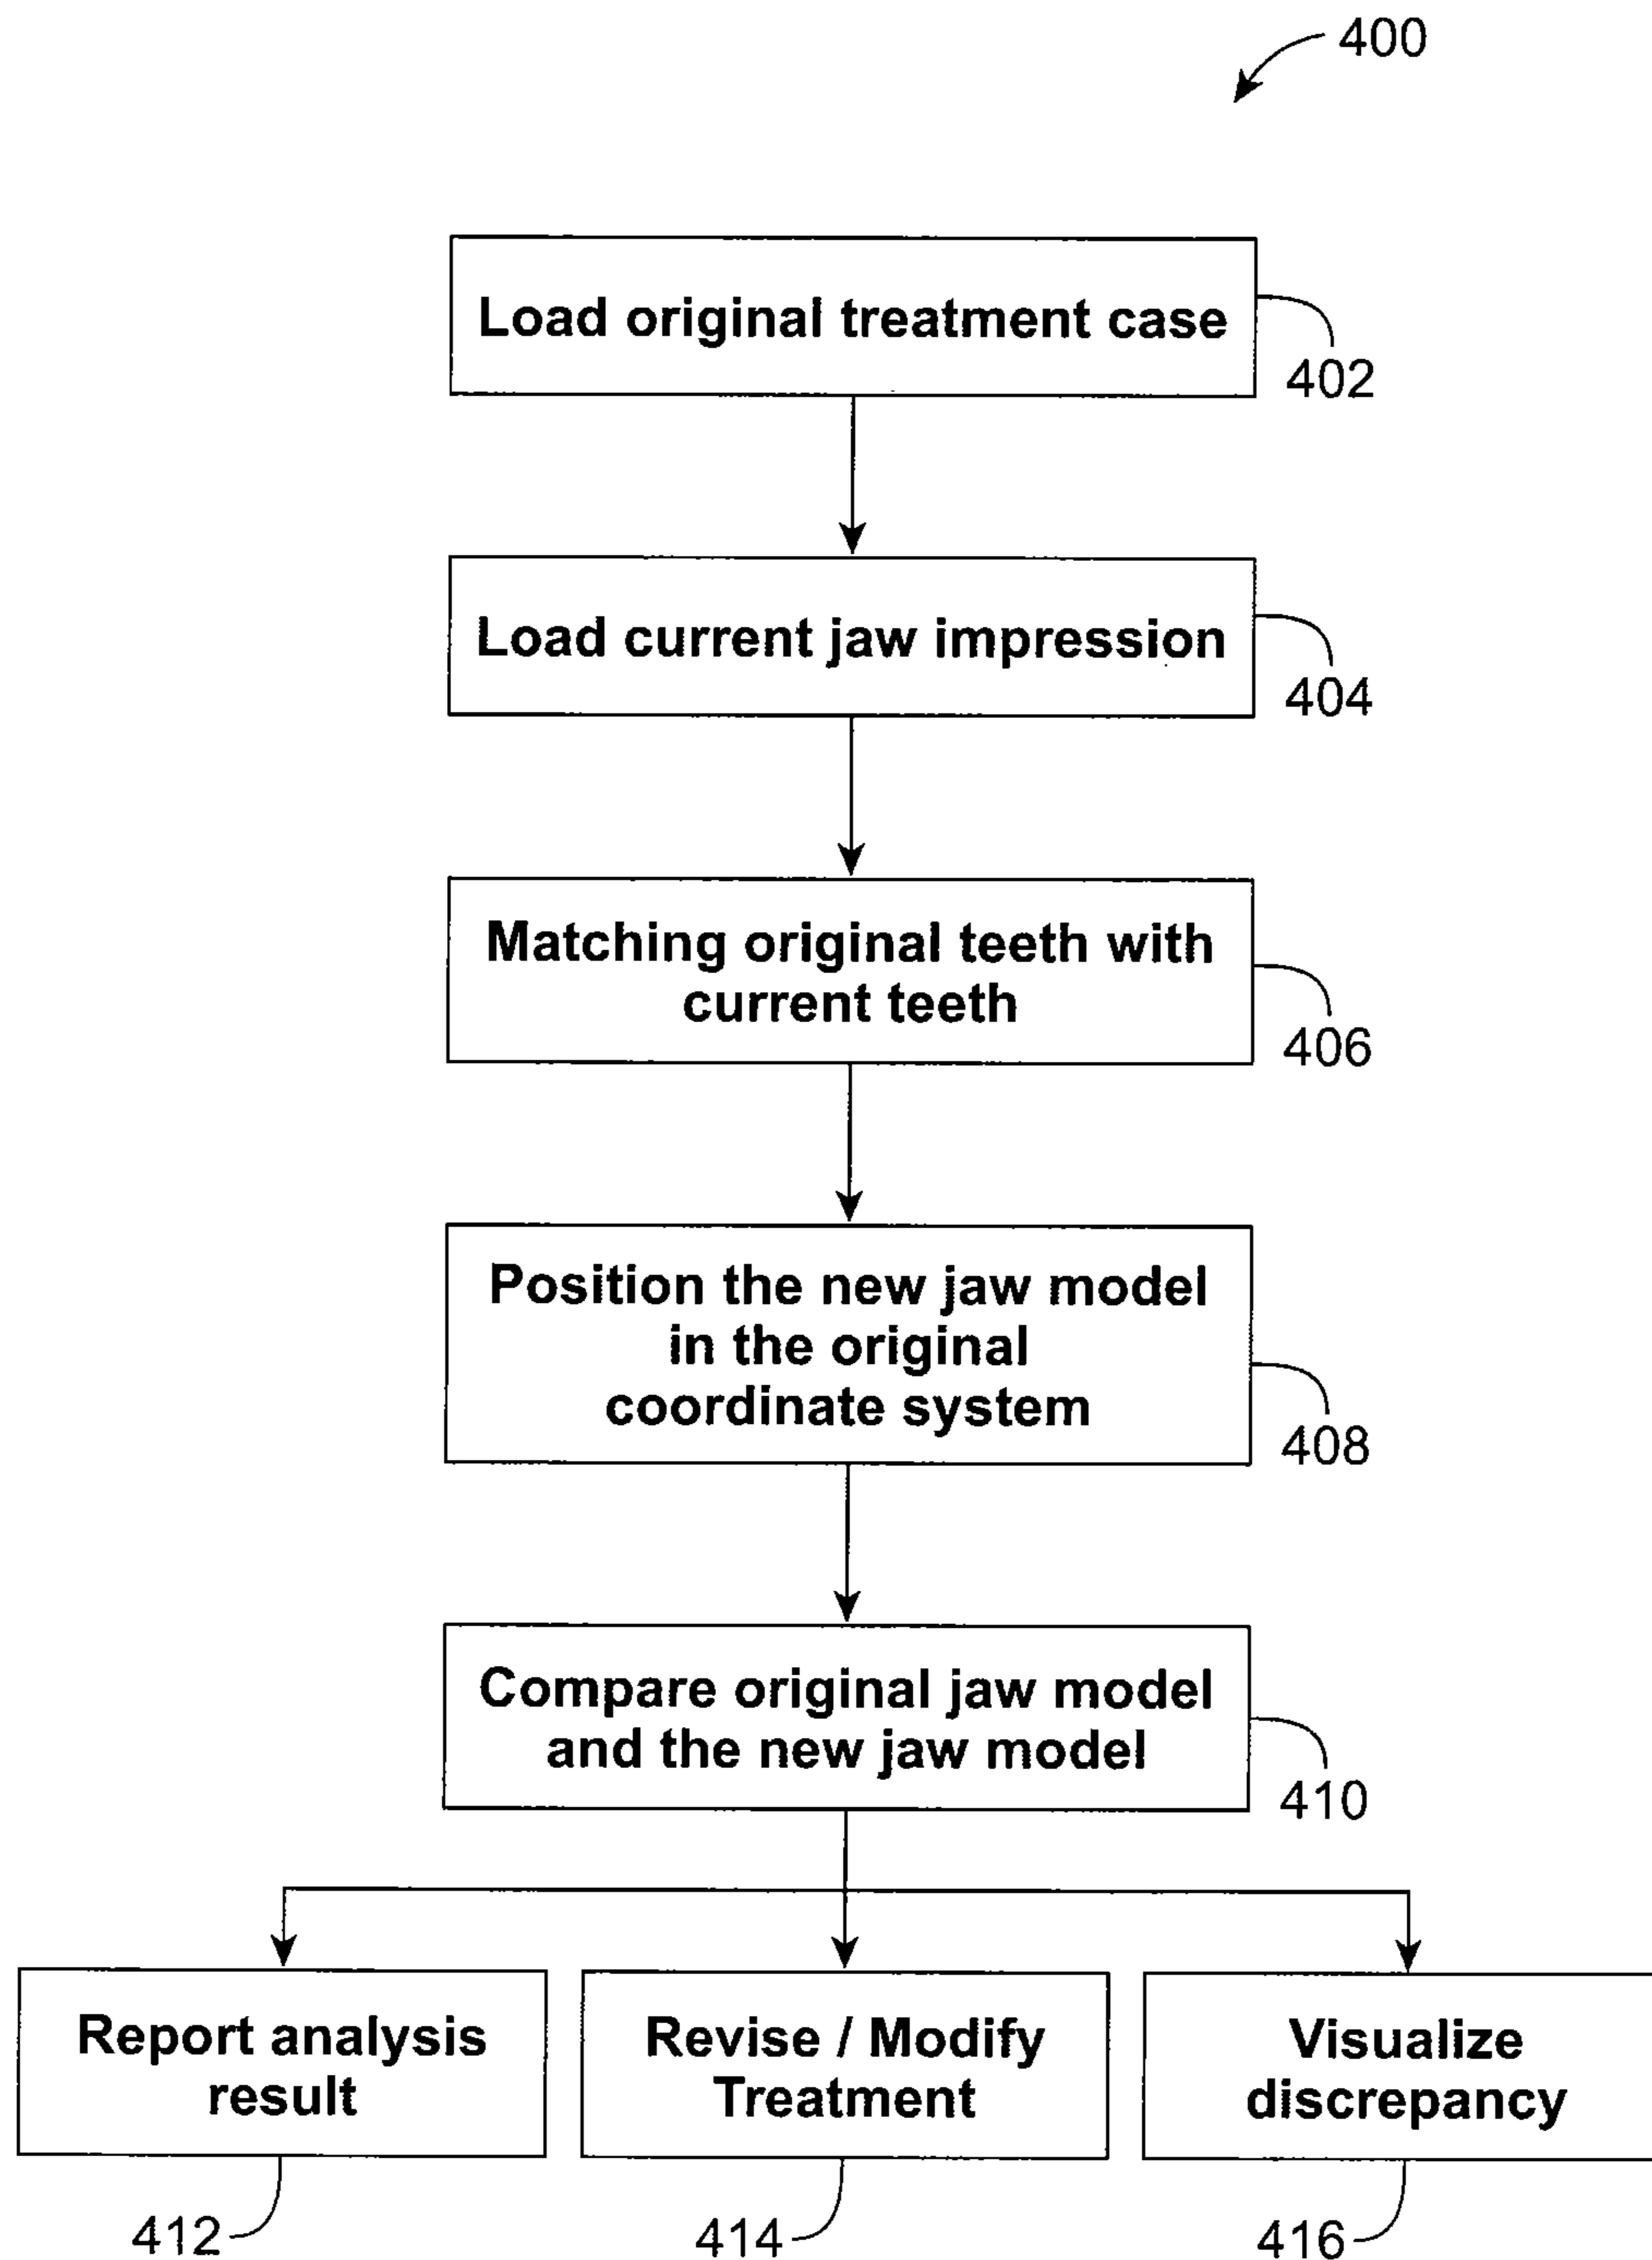 400
Load original treatment case
402
Load current jaw impression
404
Matching original teeth with
current teeth
406
Position the new jaw model
in the original
coordinate system
408
Compare original jaw model
and the new jaw model
410
Report analysis
result
412
Revise / Modify
Treatment
414
Visualize
discrepancy
416